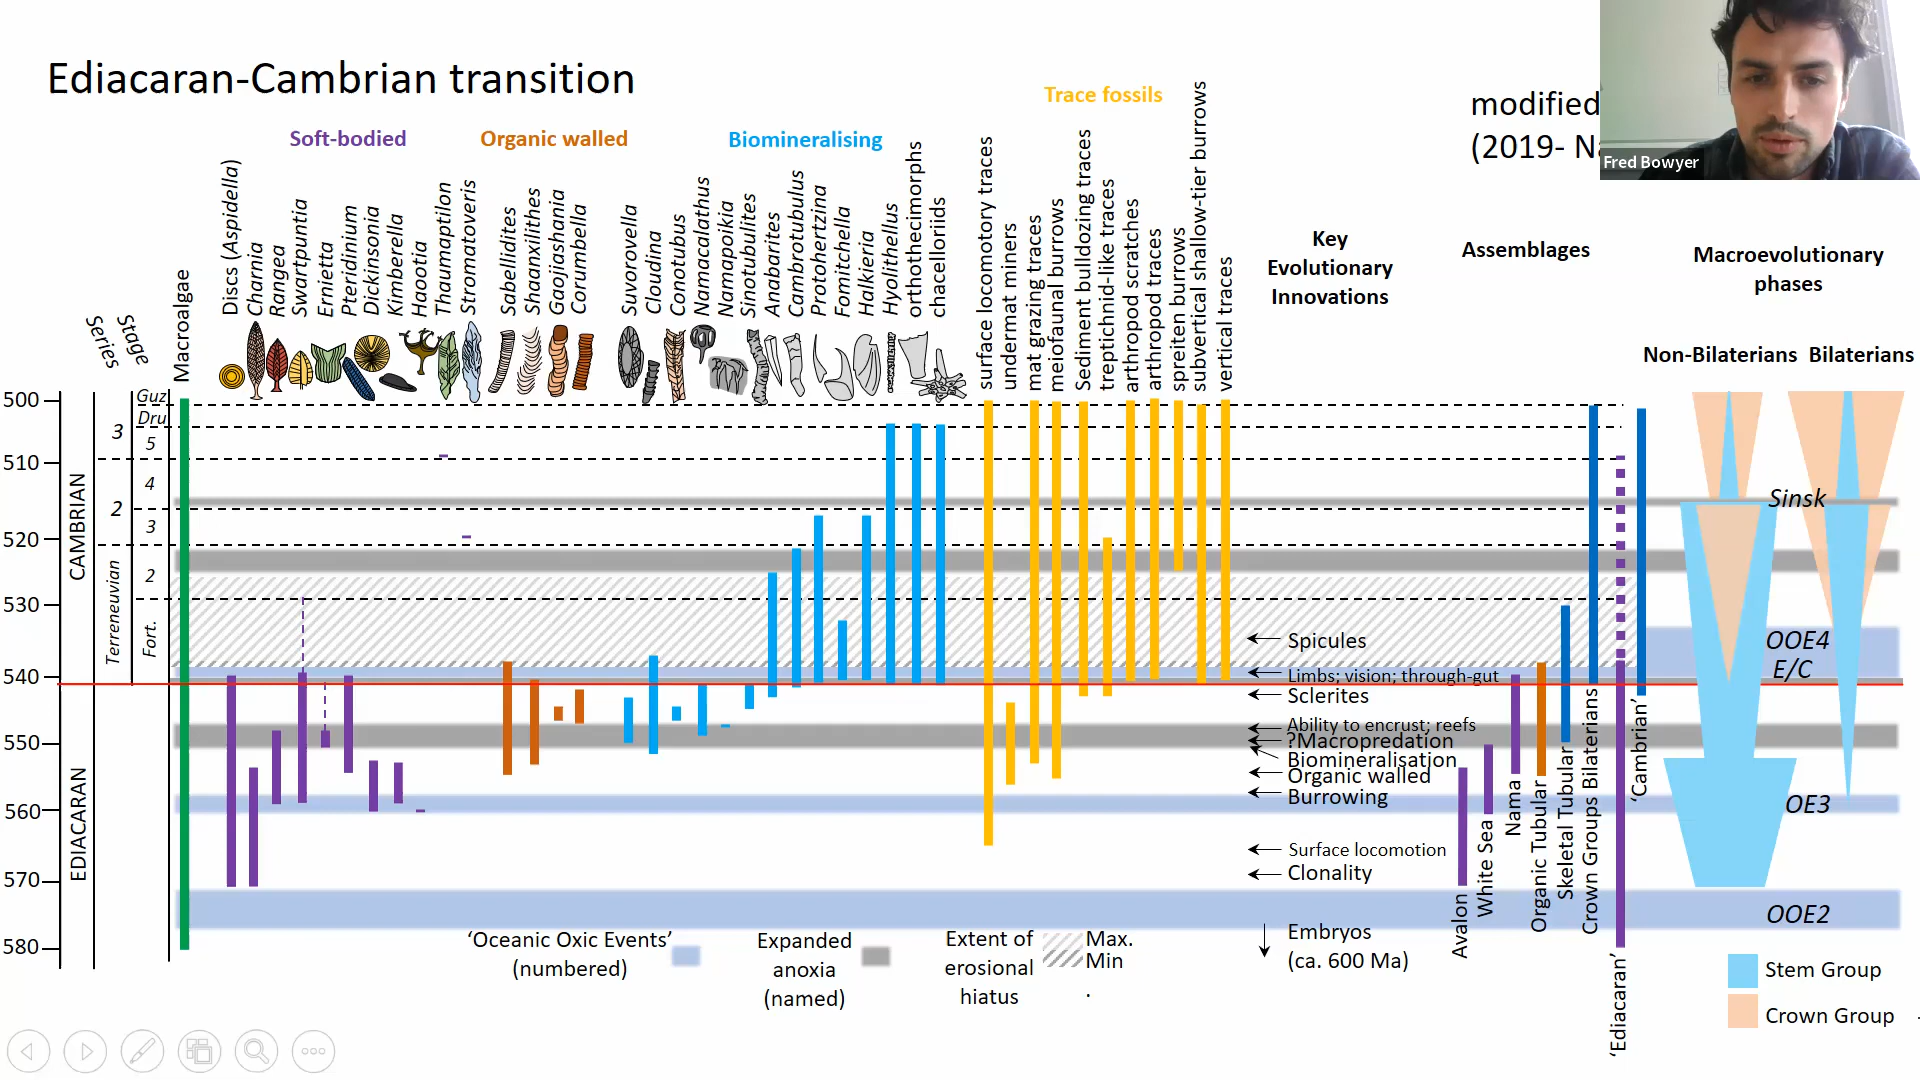 Ediacaran-Cambrian transition
modified
(2019- N
Fred Bowyer
Soft-bodied
Organic walled
Biomineralising
Trace fossils
Key
Evolutionary
Innovations
Assemblages
Macroevolutionary
phases
Non-Bilaterians
Bilaterians
Series
Stage
Macroalgae
Discs (Aspidella)
Charnia
Rangea
Swartpuntia
Ernietta
Pteridinium
Dickinsonia
Kimberella
Haootia
Thaumaptilon
Stromatoveris
Sabellidites
Shaanxilithes
Gaojiashania
Corumbella
Suvorovella
Cloudina
Conotubus
Namacalathus
Namapoikia
Sinotubulites
Anabarites
Cambrotubulus
Protohertzina
Fomitchella
Halkieria
Hyolithellus
orthothecimorphs
chacelloriids
surface locomotory traces
undermat miners
mat grazing traces
meiofaunal burrows
Sediment bulldozing traces
treptichnid-like traces
arthropod scratches
arthropod traces
spreiten burrows
subvertical shallow-tier burrows
vertical traces
500
510
520
530
540
550
560
570
580
CAMBRIAN
EDIACARAN
3
2
Terreneuvian
Guz
Dru
5
4
3
2
Fort.
Spicules
Limbs; vision; through-gut
Sclerites
Ability to encrust; reefs
?Macropredation
Biomineralisation
Organic walled
Burrowing
Surface locomotion
Clonality
Embryos
(ca. 600 Ma)
Avalon
White Sea
Nama
Organic Tubular
Skeletal Tubular
Crown Groups Bilaterians
'Ediacaran'
'Cambrian'
Sinsk
OOE4
E/C
OE3
OOE2
'Oceanic Oxic Events'
(numbered)
Expanded
anoxia
(named)
Extent of
erosional
hiatus
Max.
Min
.
Stem Group
Crown Group